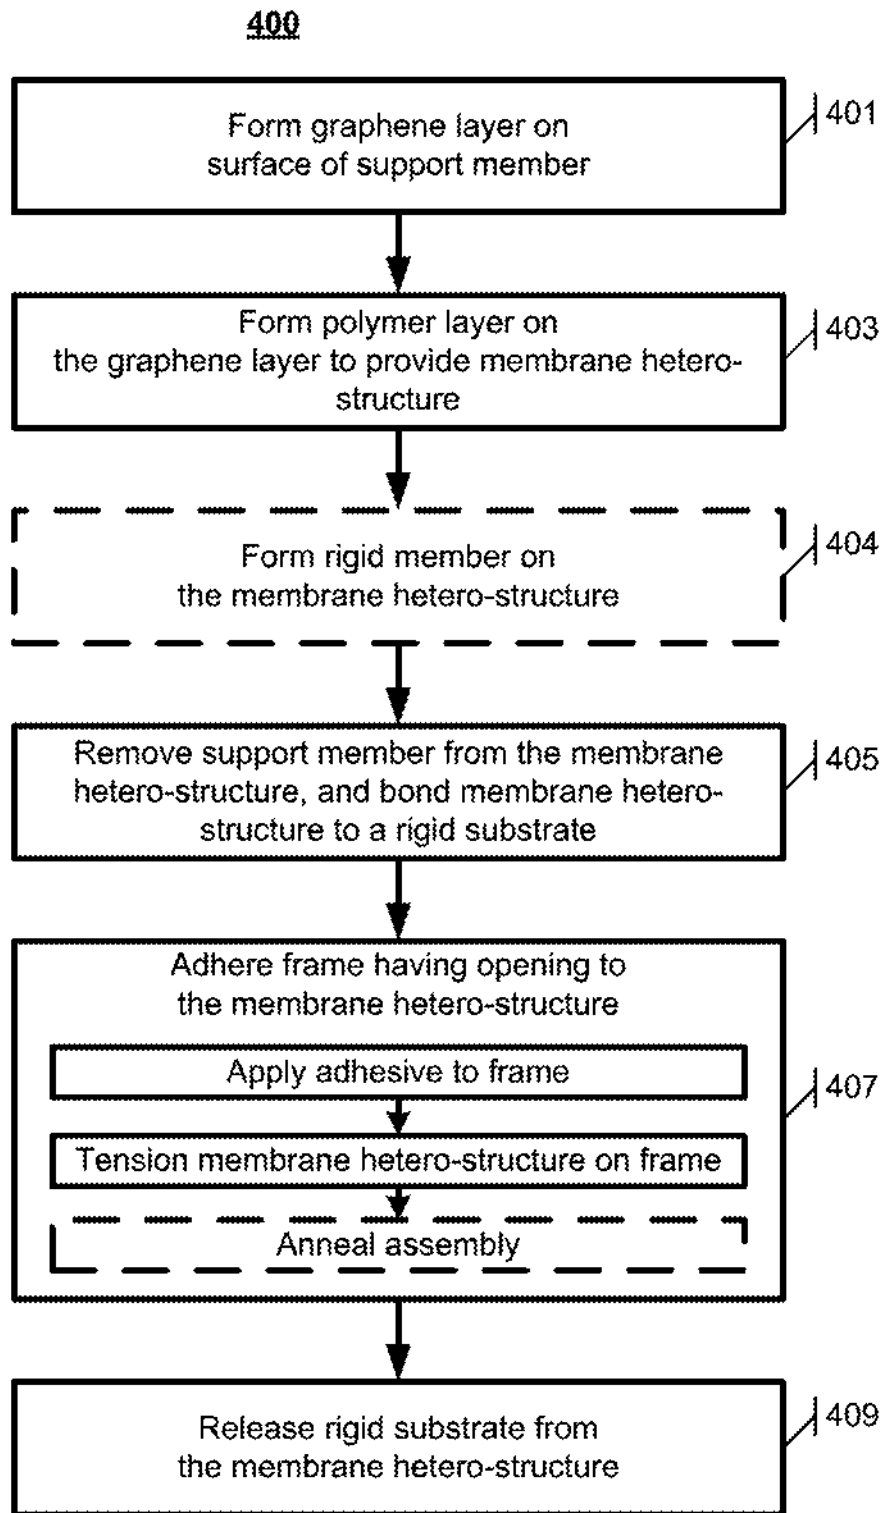 400
Form graphene layer on
surface of support member
401
Form polymer layer on
the graphene layer to provide membrane hetero-
structure
403
Form rigid member on
the membrane hetero-structure
404
Remove support member from the membrane
hetero-structure, and bond membrane hetero-
structure to a rigid substrate
405
Adhere frame having opening to
the membrane hetero-structure
Apply adhesive to frame
Tension membrane hetero-structure on frame
Anneal assembly
407
Release rigid substrate from
the membrane hetero-structure
409